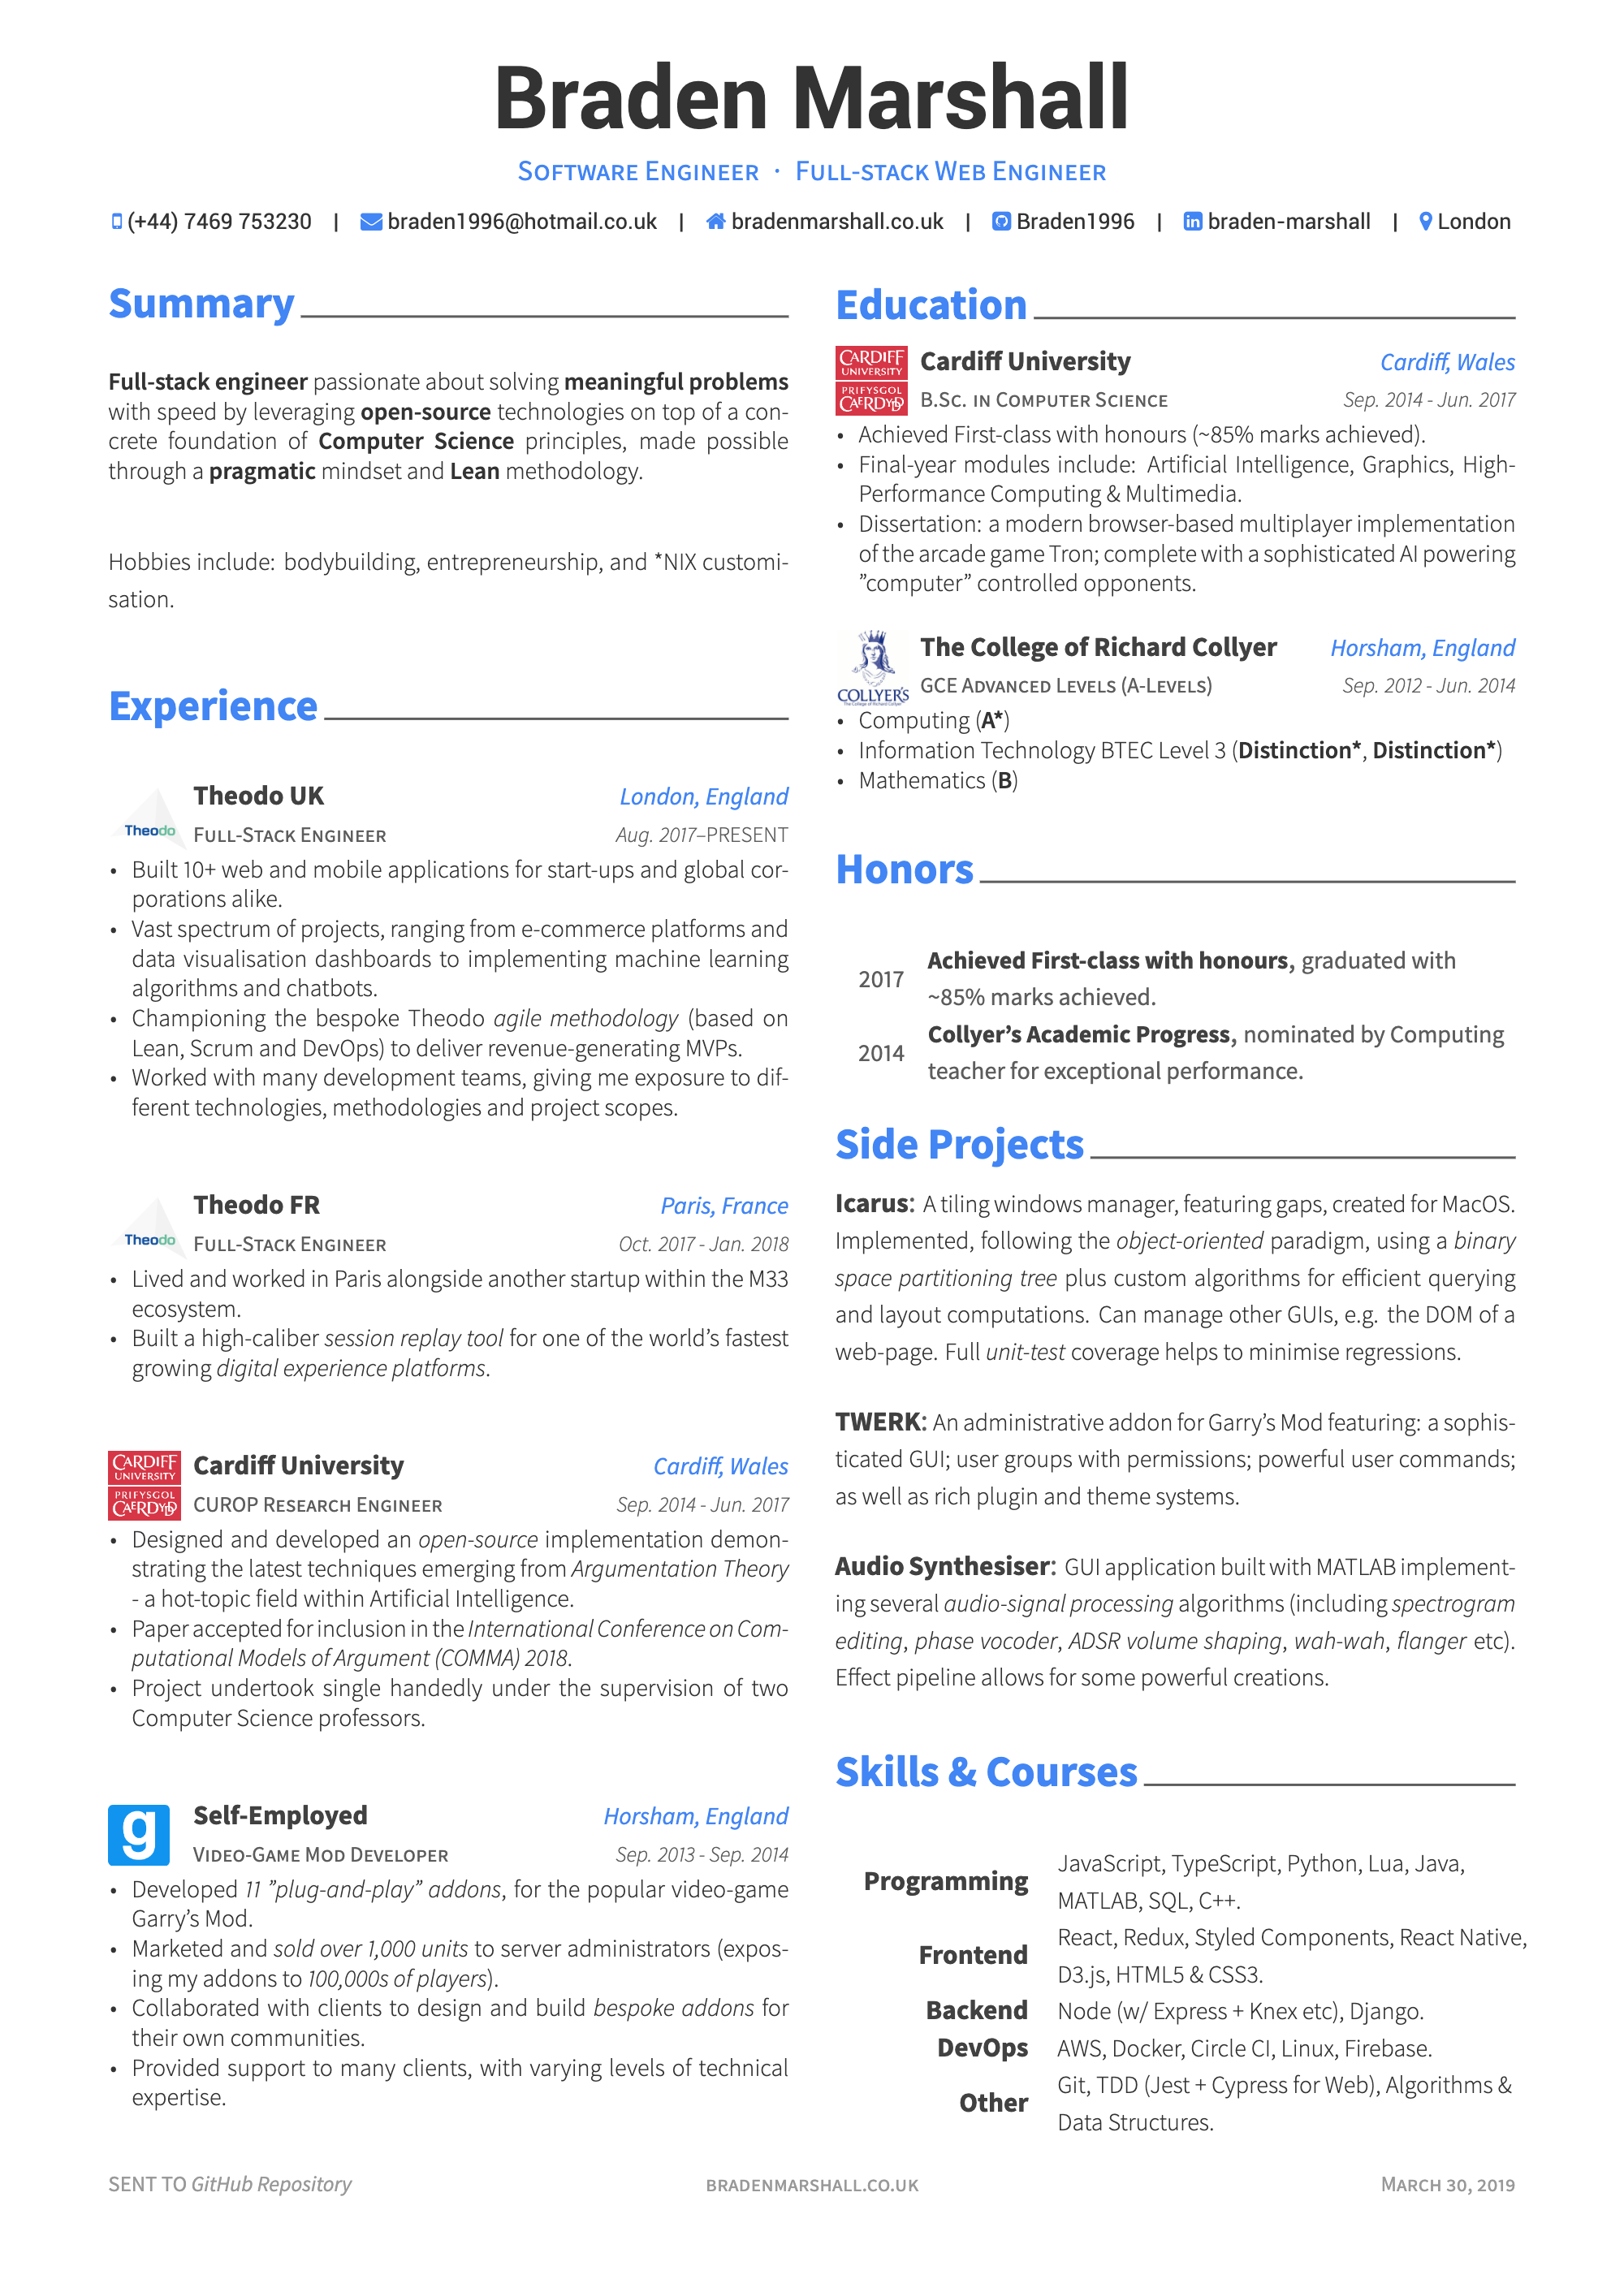 Braden Marshall
Software Engineer · Full-stack Web Engineer
(+44) 7469 753230 | braden1996@hotmail.co.uk | bradenmarshall.co.uk | Braden1996 | braden-marshall | London
Summary
Full-stack engineer passionate about solving meaningful problems
with speed by leveraging open-source technologies on top of a con-
crete foundation of Computer Science principles, made possible
through a pragmatic mindset and Lean methodology.
Hobbies include: bodybuilding, entrepreneurship, and *NIX customi-
sation.
Experience
Theodo
Theodo UK London, England
Full-Stack Engineer Aug. 2017–PRESENT
• Built 10+ web and mobile applications for start-ups and global cor-
porations alike.
• Vast spectrum of projects, ranging from e-commerce platforms and
data visualisation dashboards to implementing machine learning
algorithms and chatbots.
• Championing the bespoke Theodo agile methodology (based on
Lean, Scrum and DevOps) to deliver revenue-generating MVPs.
• Worked with many development teams, giving me exposure to dif-
ferent technologies, methodologies and project scopes.
Theodo
Theodo FR Paris, France
Full-Stack Engineer Oct. 2017 - Jan. 2018
• Lived and worked in Paris alongside another startup within the M33
ecosystem.
• Built a high-caliber session replay tool for one of the world's fastest
growing digital experience platforms.
CARDIFF
UNIVERSITY
PRIFYSGOL
CAERDYDD
Cardiff University Cardiff, Wales
CUROP Research Engineer Sep. 2014 - Jun. 2017
• Designed and developed an open-source implementation demon-
strating the latest techniques emerging from Argumentation Theory
- a hot-topic field within Artificial Intelligence.
• Paper accepted for inclusion in the International Conference on Com-
putational Models of Argument (COMMA) 2018.
• Project undertook single handedly under the supervision of two
Computer Science professors.
g
Self-Employed Horsham, England
Video-Game Mod Developer Sep. 2013 - Sep. 2014
• Developed 11 ”plug-and-play” addons, for the popular video-game
Garry's Mod.
• Marketed and sold over 1,000 units to server administrators (expos-
ing my addons to 100,000s of players).
• Collaborated with clients to design and build bespoke addons for
their own communities.
• Provided support to many clients, with varying levels of technical
expertise.
Education
CARDIFF
UNIVERSITY
PRIFYSGOL
CAERDYDD
Cardiff University Cardiff, Wales
B.Sc. in Computer Science Sep. 2014 - Jun. 2017
• Achieved First-class with honours (~85% marks achieved).
• Final-year modules include: Artificial Intelligence, Graphics, High-
Performance Computing & Multimedia.
• Dissertation: a modern browser-based multiplayer implementation
of the arcade game Tron; complete with a sophisticated AI powering
”computer” controlled opponents.
COLLYER'S
The College of Richard Collyer
The College of Richard Collyer Horsham, England
GCE Advanced Levels (A-Levels) Sep. 2012 - Jun. 2014
• Computing (A*)
• Information Technology BTEC Level 3 (Distinction*, Distinction*)
• Mathematics (B)
Honors
2017 Achieved First-class with honours, graduated with
~85% marks achieved.
2014 Collyer's Academic Progress, nominated by Computing
teacher for exceptional performance.
Side Projects
Icarus: A tiling windows manager, featuring gaps, created for MacOS.
Implemented, following the object-oriented paradigm, using a binary
space partitioning tree plus custom algorithms for efficient querying
and layout computations. Can manage other GUIs, e.g. the DOM of a
web-page. Full unit-test coverage helps to minimise regressions.
TWERK: An administrative addon for Garry's Mod featuring: a sophis-
ticated GUI; user groups with permissions; powerful user commands;
as well as rich plugin and theme systems.
Audio Synthesiser: GUI application built with MATLAB implement-
ing several audio-signal processing algorithms (including spectrogram
editing, phase vocoder, ADSR volume shaping, wah-wah, flanger etc).
Effect pipeline allows for some powerful creations.
Skills & Courses
Programming JavaScript, TypeScript, Python, Lua, Java,
MATLAB, SQL, C++.
Frontend React, Redux, Styled Components, React Native,
D3.js, HTML5 & CSS3.
Backend Node (w/ Express + Knex etc), Django.
DevOps AWS, Docker, Circle CI, Linux, Firebase.
Other Git, TDD (Jest + Cypress for Web), Algorithms &
Data Structures.
SENT TO GitHub Repository bradenmarshall.co.uk March 30, 2019